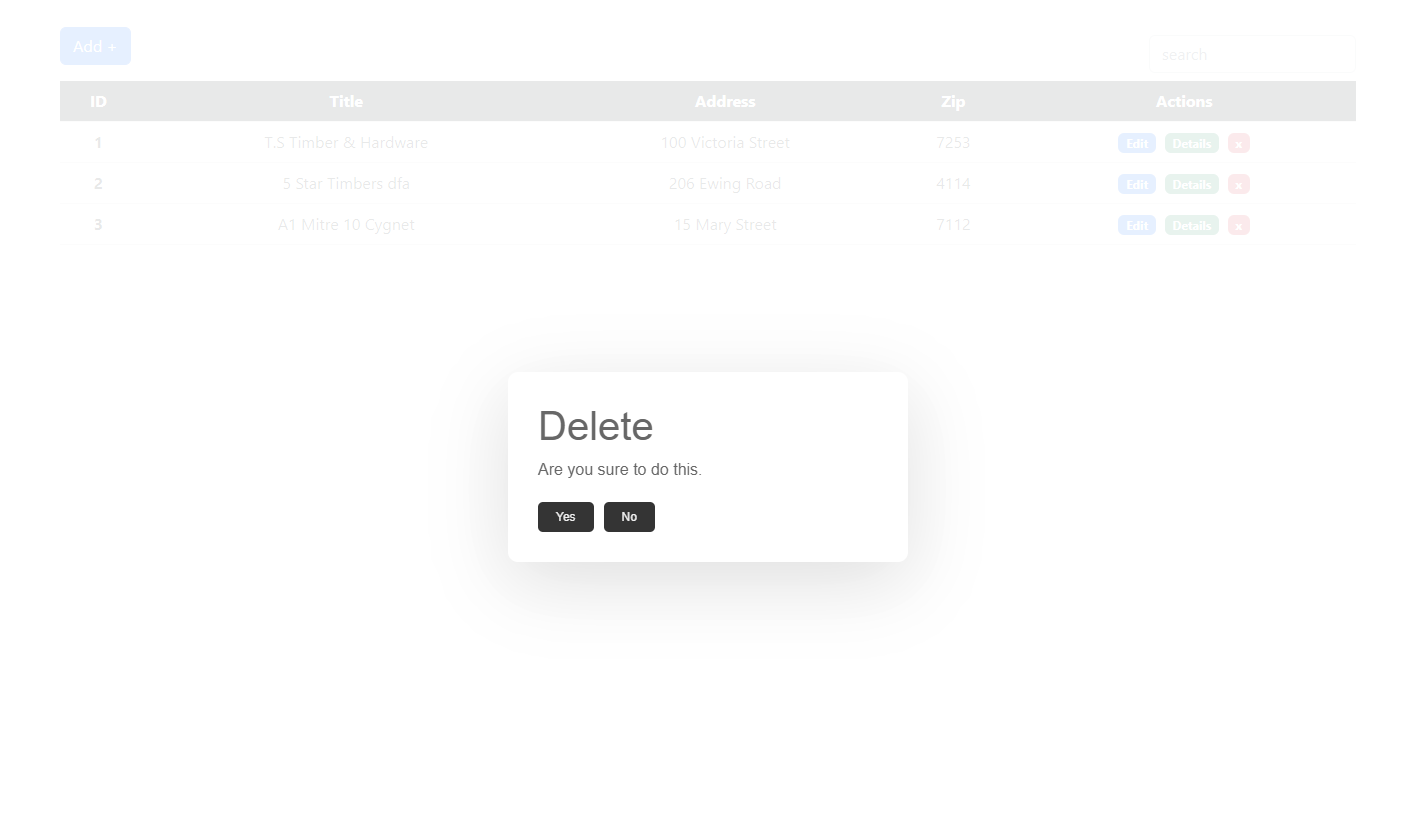 Add +
search
ID Title Address Zip Actions
1 T.S Timber & Hardware 100 Victoria Street 7253 Edit Details x
2 5 Star Timbers dfa 206 Ewing Road 4114 Edit Details x
3 A1 Mitre 10 Cygnet 15 Mary Street 7112 Edit Details x
Delete
Are you sure to do this.
Yes No